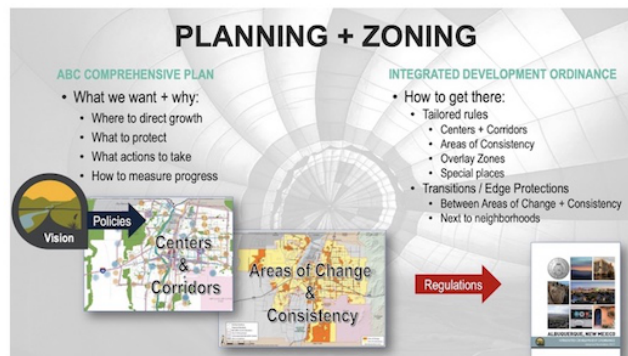 PLANNING + ZONING
ABC COMPREHENSIVE PLAN
• What we want + why:
• Where to direct growth
• What to protect
• What actions to take
• How to measure progress
Vision
Policies
Centers
&
Corridors
Areas of Change
&
Consistency
INTEGRATED DEVELOPMENT ORDINANCE
• How to get there:
• Tailored rules
• Centers + Corridors
• Areas of Consistency
• Overlay Zones
• Special places
• Transitions / Edge Protections
• Between Areas of Change + Consistency
• Next to neighborhoods
Regulations
ALBUQUERQUE, NEW MEXICO